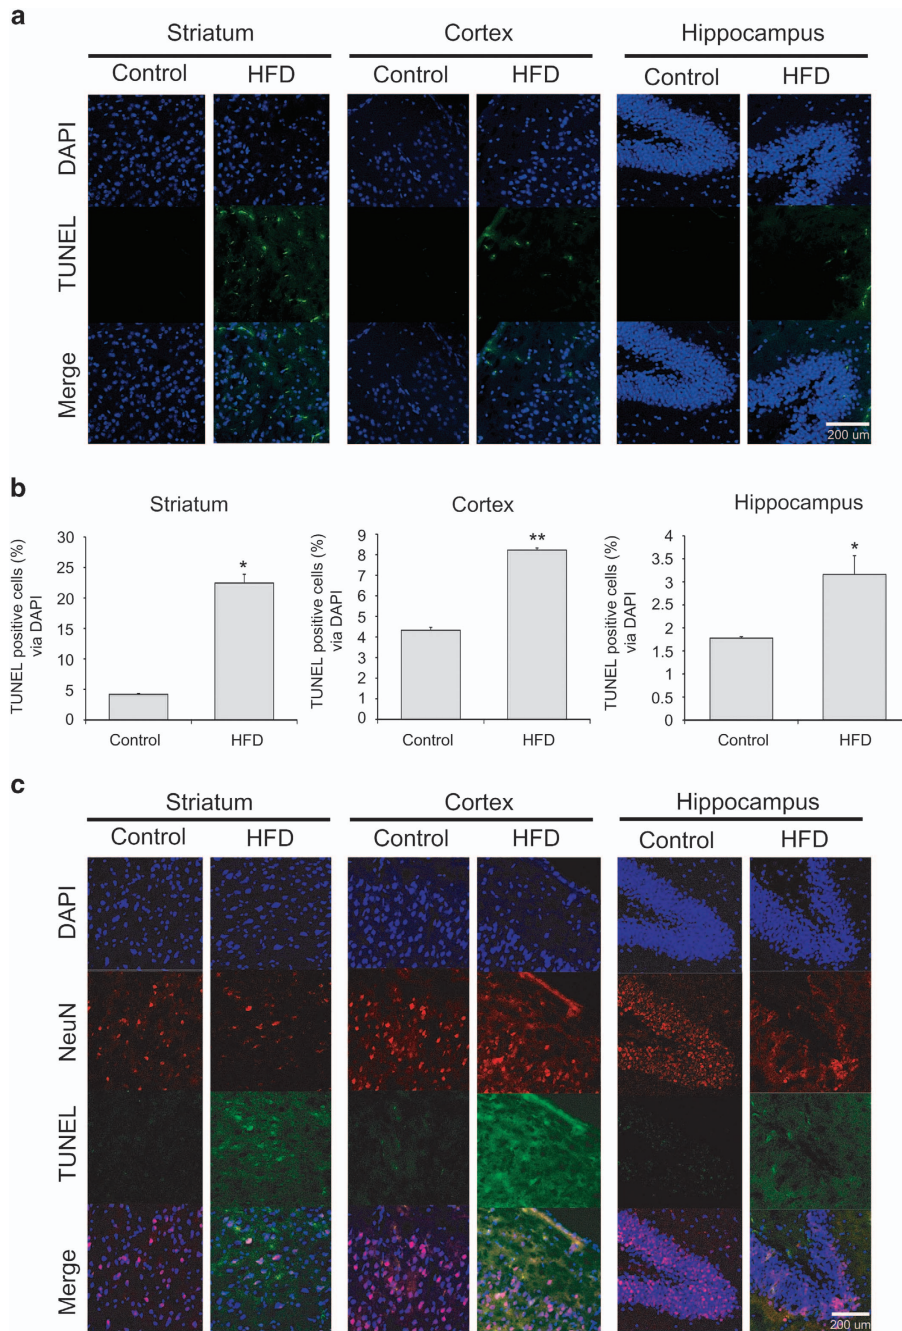 a
Striatum Cortex Hippocampus
Control HFD Control HFD Control HFD
DAPI
TUNEL
Merge
200 um
b
Striatum Cortex Hippocampus
TUNEL positive cells (%)
via DAPI
30
25
20
15
10
5
0
*
Control HFD
TUNEL positive cells (%)
via DAPI
9
8
7
6
5
4
3
2
1
0
**
Control HFD
TUNEL positive cells (%)
via DAPI
4
3.5
3
2.5
2
1.5
1
0.5
0
*
Control HFD
c
Striatum Cortex Hippocampus
Control HFD Control HFD Control HFD
DAPI
NeuN
TUNEL
Merge
200 um